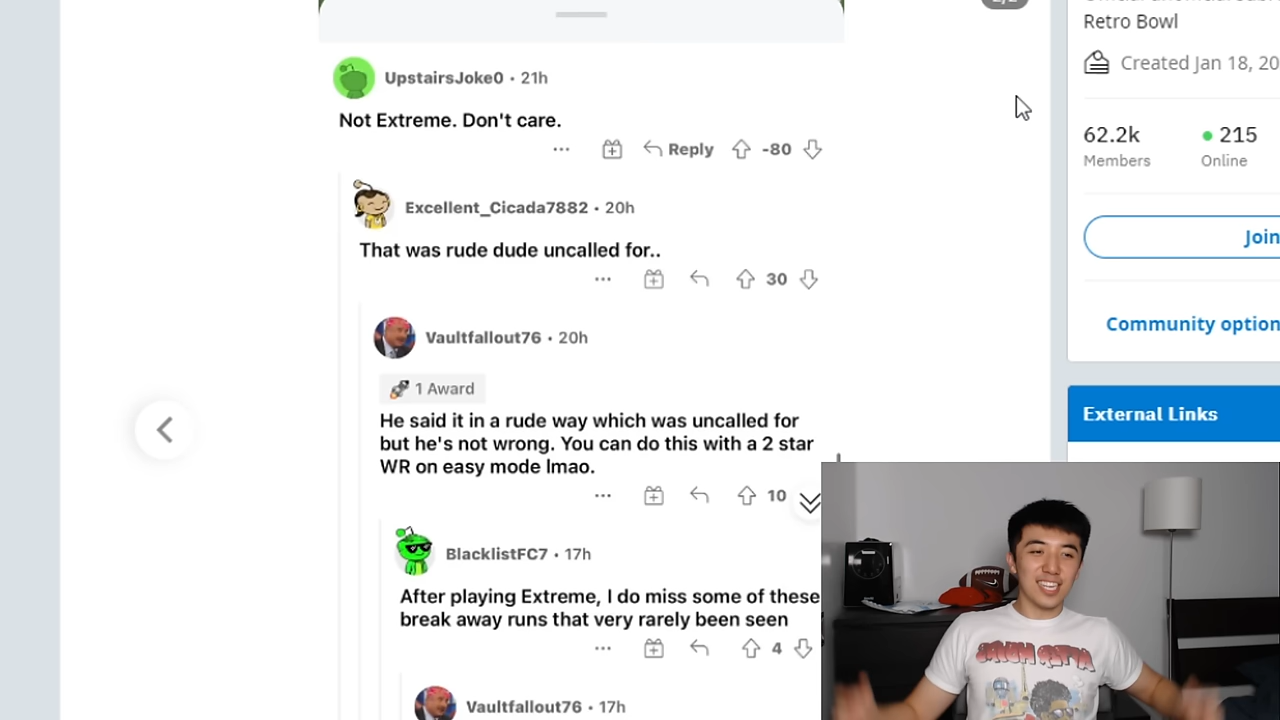 Retro Bowl
Created Jan 18, 20
62.2k
215
Members
Online
Join
Community option
External Links
UpstairsJoke0 • 21h
Not Extreme. Don't care.
Reply
-80
Excellent_Cicada7882 • 20h
That was rude dude uncalled for..
30
Vaultfallout76 • 20h
1 Award
He said it in a rude way which was uncalled for
but he's not wrong. You can do this with a 2 star
WR on easy mode lmao.
10
BlacklistFC7 • 17h
After playing Extreme, I do miss some of these
break away runs that very rarely been seen
4
Vaultfallout76 • 17h